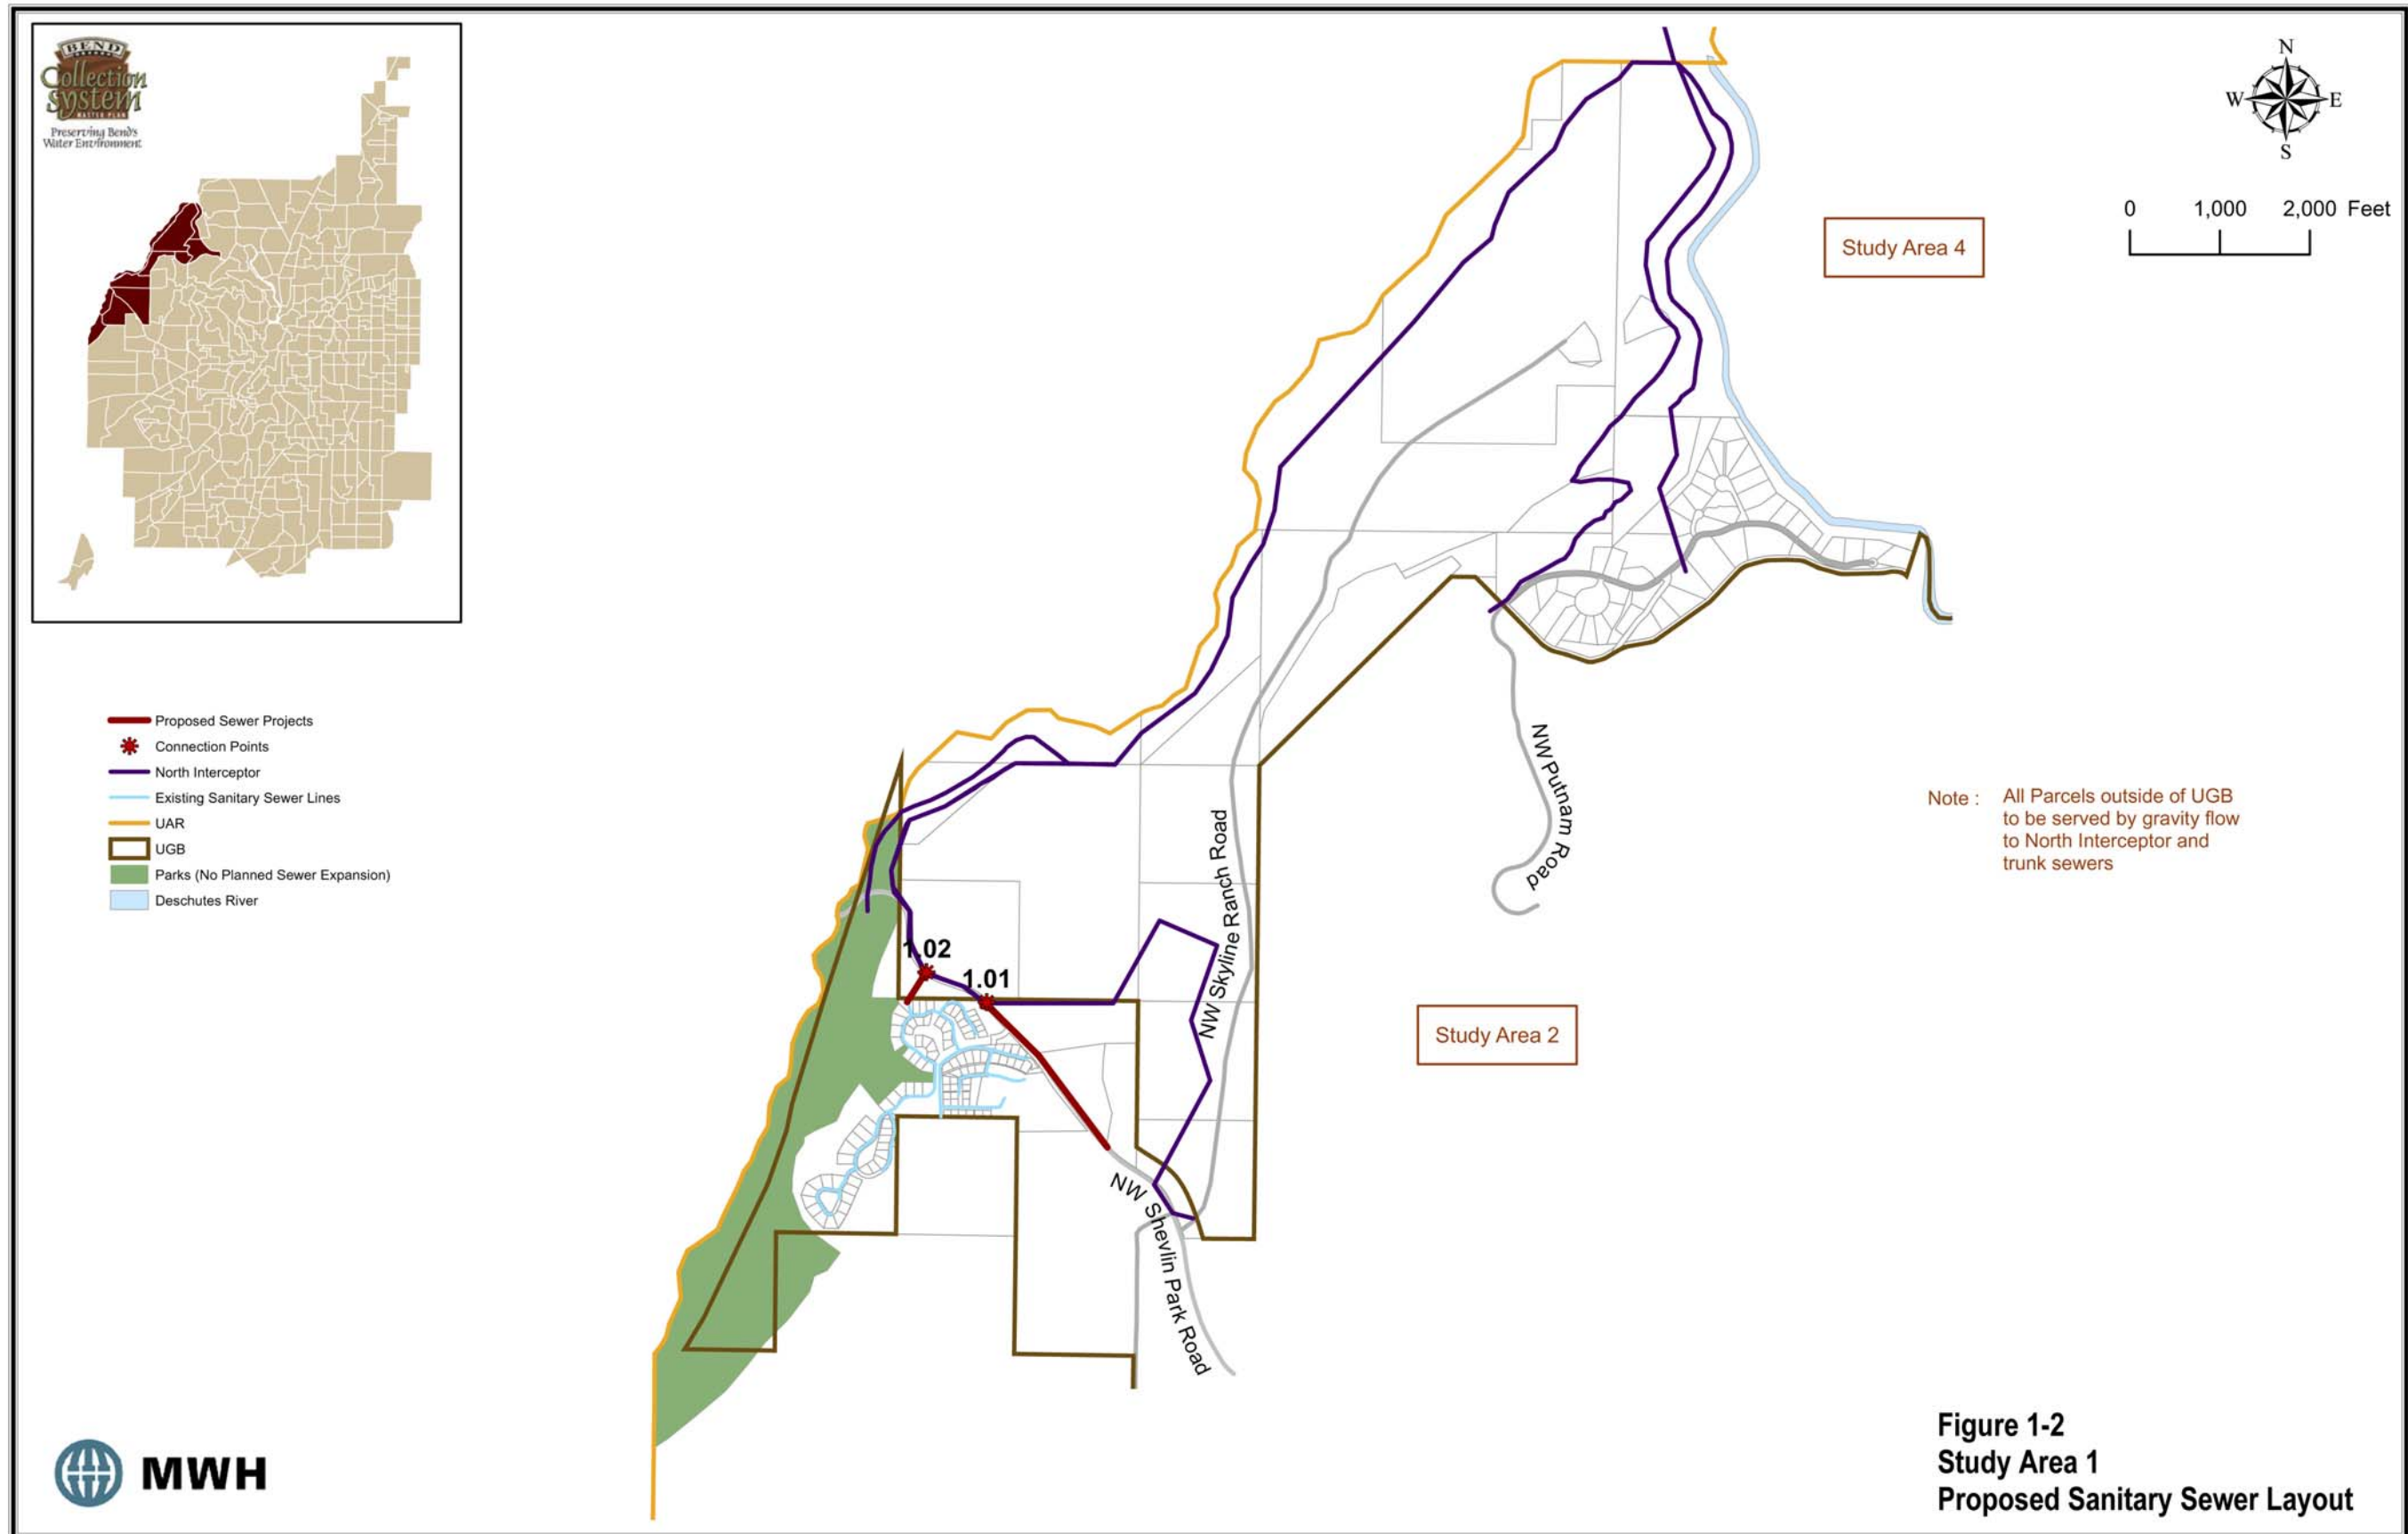 BEND
Collection
System
MASTER PLAN
Preserving Bend's
Water Environment
N
W E
S
0 1,000 2,000 Feet
Study Area 4
Proposed Sewer Projects
Connection Points
North Interceptor
Existing Sanitary Sewer Lines
UAR
UGB
Parks (No Planned Sewer Expansion)
Deschutes River
NW Putnam Road
Note : All Parcels outside of UGB
to be served by gravity flow
to North Interceptor and
trunk sewers
NW Skyline Ranch Road
1.02
1.01
Study Area 2
NW Shevlin Park Road
MWH
Figure 1-2
Study Area 1
Proposed Sanitary Sewer Layout